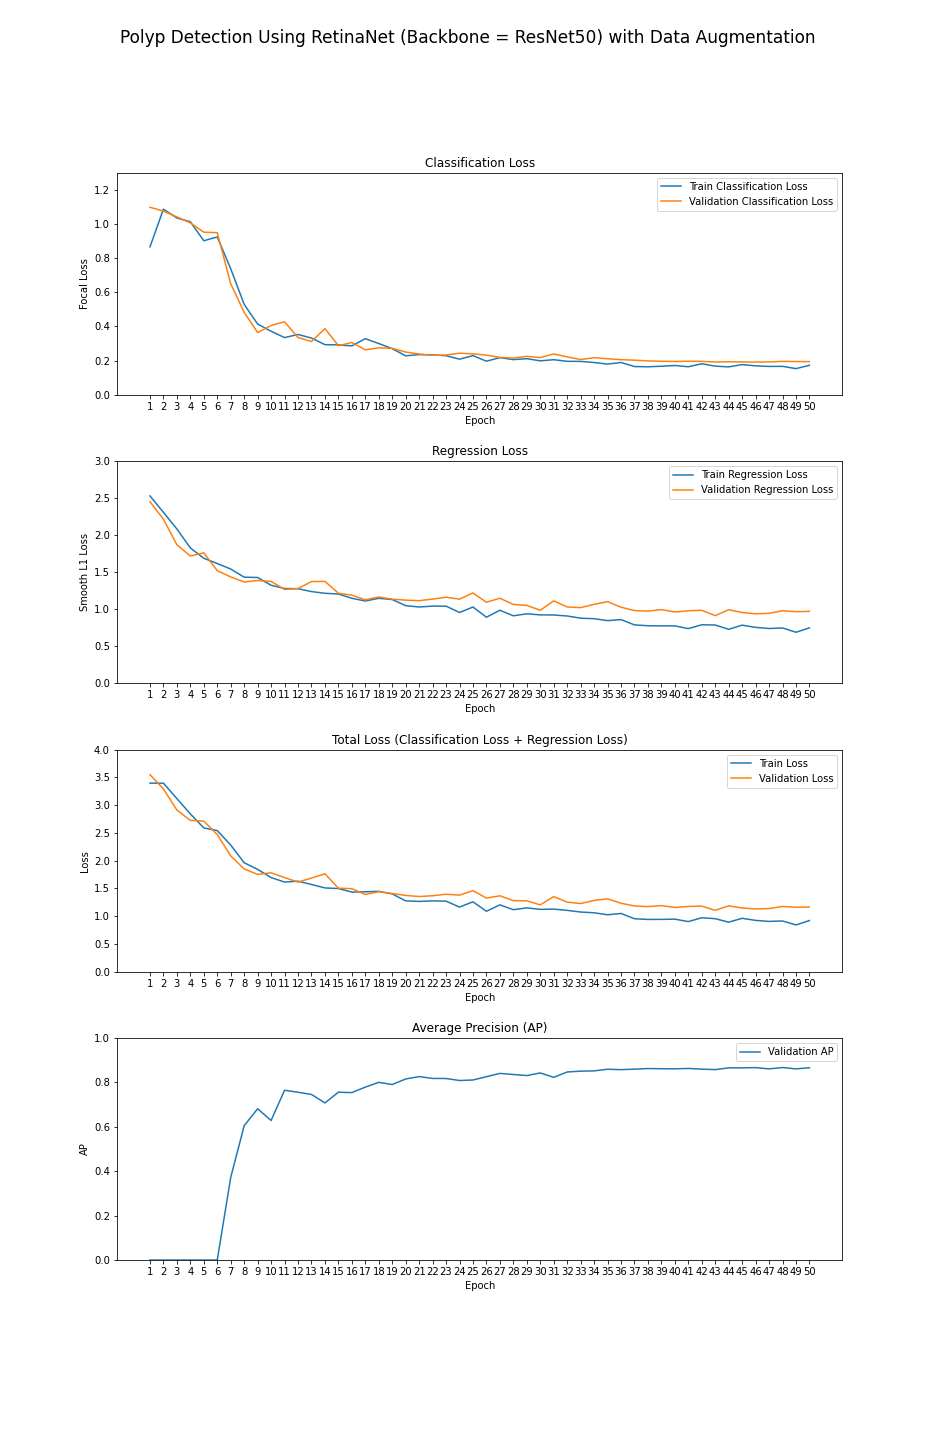 Polyp Detection Using RetinaNet (Backbone = ResNet50) with Data Augmentation
Classification Loss
Train Classification Loss
Validation Classification Loss
Focal Loss
1.2
1.0
0.8
0.6
0.4
0.2
0.0
1 2 3 4 5 6 7 8 9 10 11 12 13 14 15 16 17 18 19 20 21 22 23 24 25 26 27 28 29 30 31 32 33 34 35 36 37 38 39 40 41 42 43 44 45 46 47 48 49 50
Epoch
Regression Loss
Train Regression Loss
Validation Regression Loss
Smooth L1 Loss
3.0
2.5
2.0
1.5
1.0
0.5
0.0
1 2 3 4 5 6 7 8 9 10 11 12 13 14 15 16 17 18 19 20 21 22 23 24 25 26 27 28 29 30 31 32 33 34 35 36 37 38 39 40 41 42 43 44 45 46 47 48 49 50
Epoch
Total Loss (Classification Loss + Regression Loss)
Train Loss
Validation Loss
Loss
4.0
3.5
3.0
2.5
2.0
1.5
1.0
0.5
0.0
1 2 3 4 5 6 7 8 9 10 11 12 13 14 15 16 17 18 19 20 21 22 23 24 25 26 27 28 29 30 31 32 33 34 35 36 37 38 39 40 41 42 43 44 45 46 47 48 49 50
Epoch
Average Precision (AP)
Validation AP
AP
1.0
0.8
0.6
0.4
0.2
0.0
1 2 3 4 5 6 7 8 9 10 11 12 13 14 15 16 17 18 19 20 21 22 23 24 25 26 27 28 29 30 31 32 33 34 35 36 37 38 39 40 41 42 43 44 45 46 47 48 49 50
Epoch